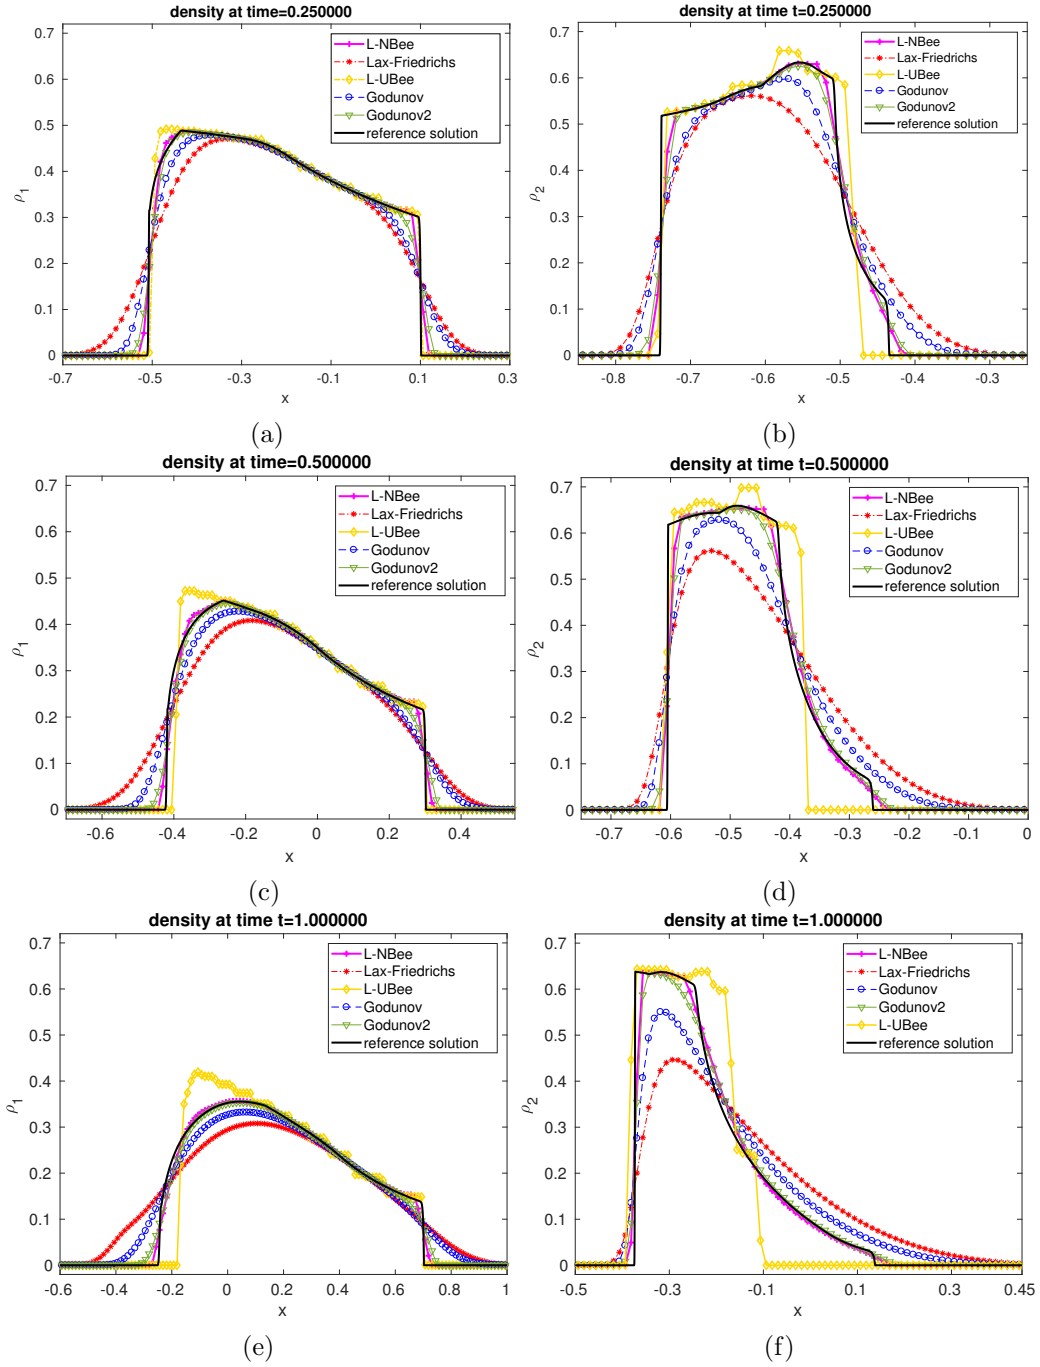 density at time=0.250000
0.7
0.6
0.5
0.4
0.3
0.2
0.1
0
ρ1
L-NBee
Lax-Friedrichs
L-UBee
Godunov
Godunov2
reference solution
-0.7 -0.5 -0.3 -0.1 0.1 0.3
x
(a)
density at time t=0.250000
0.7
0.6
0.5
0.4
0.3
0.2
0.1
0
ρ2
L-NBee
Lax-Friedrichs
L-UBee
Godunov
Godunov2
reference solution
-0.8 -0.7 -0.6 -0.5 -0.4 -0.3
x
(b)
density at time=0.500000
0.7
0.6
0.5
0.4
0.3
0.2
0.1
0
ρ1
L-NBee
Lax-Friedrichs
L-UBee
Godunov
Godunov2
reference solution
-0.6 -0.4 -0.2 0 0.2 0.4
x
(c)
density at time t=0.500000
0.7
0.6
0.5
0.4
0.3
0.2
0.1
0
ρ2
L-NBee
Lax-Friedrichs
L-UBee
Godunov
Godunov2
reference solution
-0.7 -0.6 -0.5 -0.4 -0.3 -0.2 -0.1 0
x
(d)
density at time t=1.000000
0.7
0.6
0.5
0.4
0.3
0.2
0.1
0
ρ1
L-NBee
Lax-Friedrichs
L-UBee
Godunov
Godunov2
reference solution
-0.6 -0.4 -0.2 0 0.2 0.4 0.6 0.8 1
x
(e)
density at time t=1.000000
0.7
0.6
0.5
0.4
0.3
0.2
0.1
0
ρ2
L-NBee
Lax-Friedrichs
Godunov
Godunov2
L-UBee
reference solution
-0.5 -0.3 -0.1 0.1 0.3 0.45
x
(f)